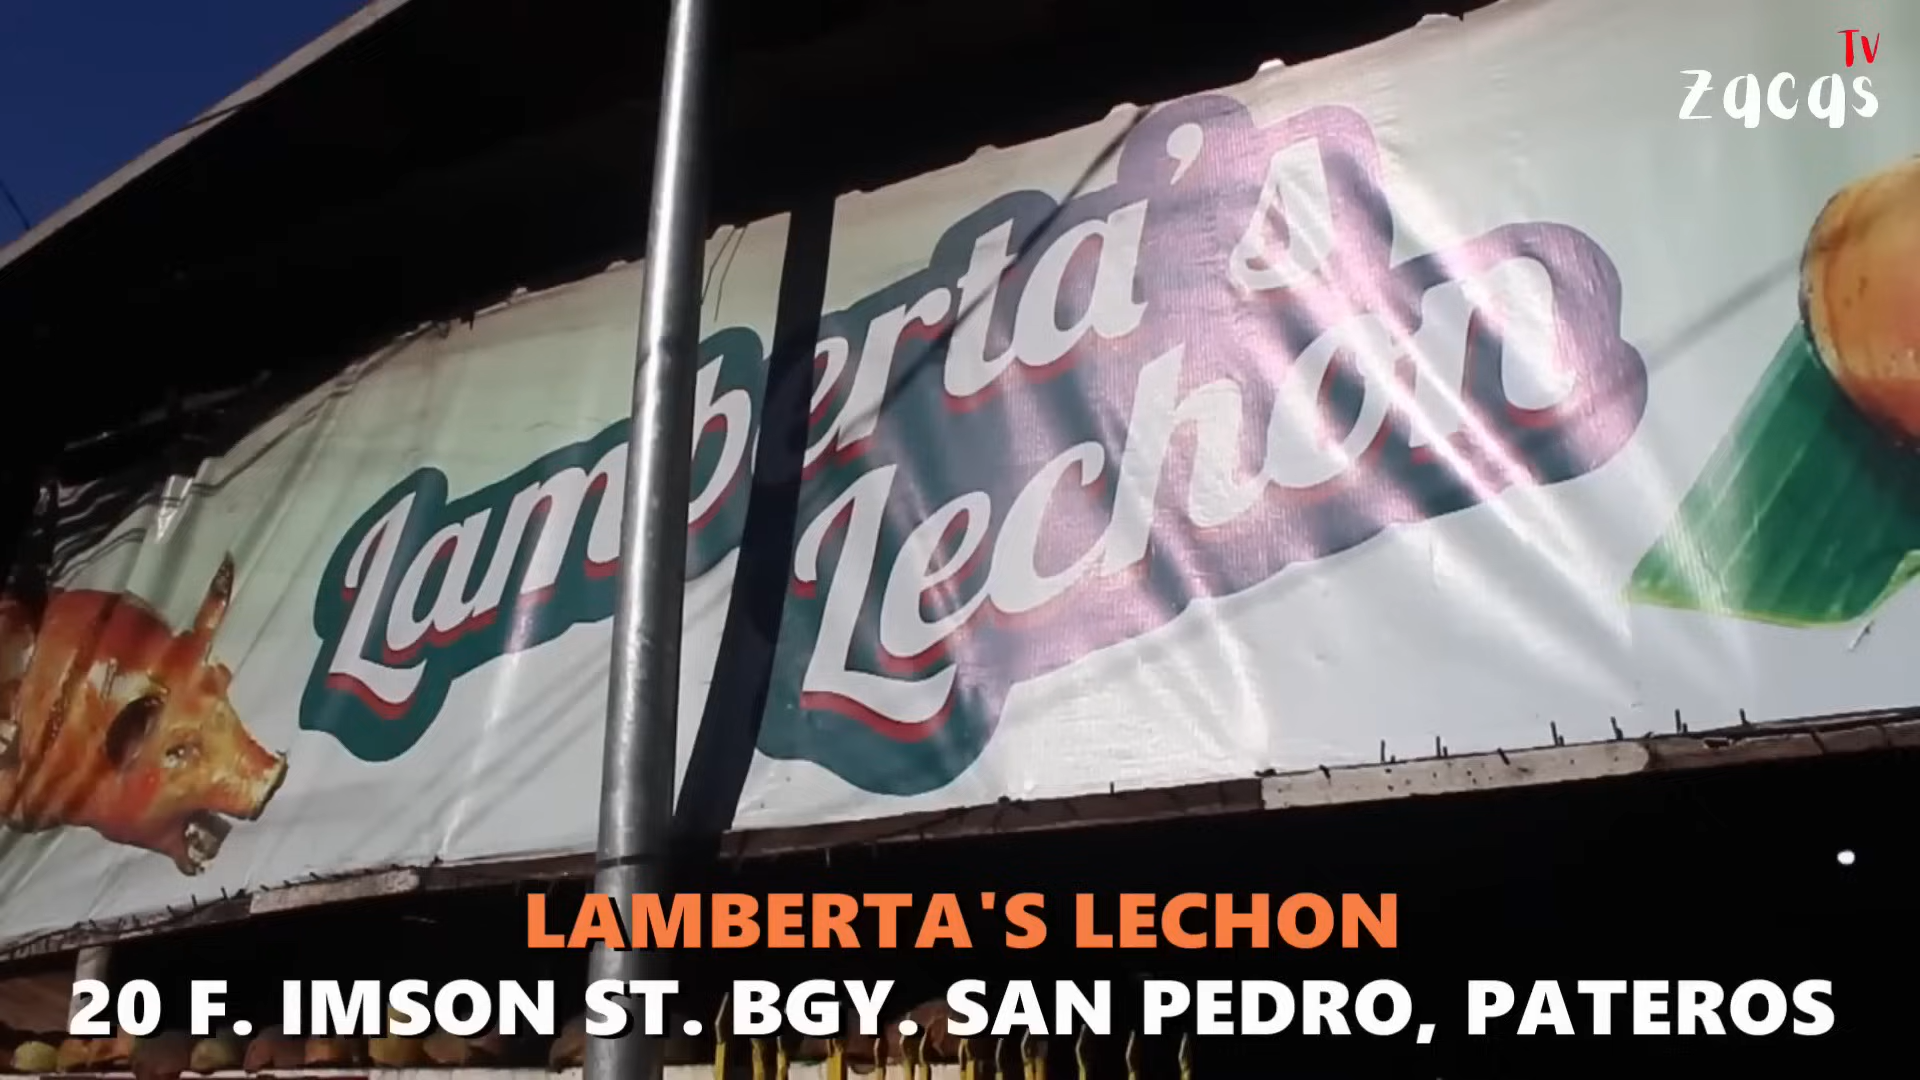 Tv
zacas
Lamberta's
Lechon
LAMBERTA'S LECHON
20 F. IMSON ST. BGY. SAN PEDRO, PATEROS